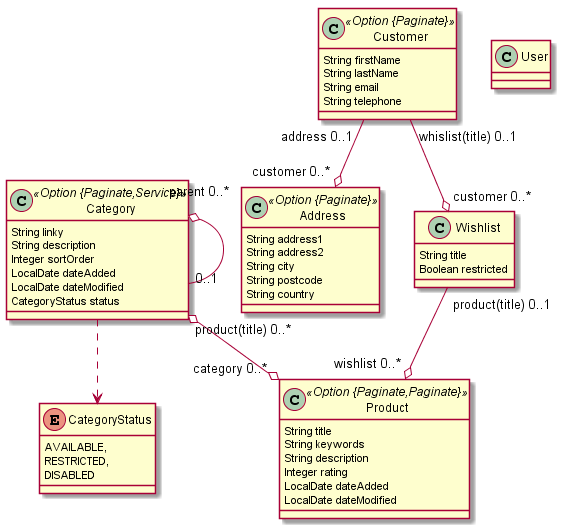 C
«Option {Paginate}»
Customer
String firstName
String lastName
String email
String telephone
C
User
address 0..1
whislist(title) 0..1
customer 0..*
customer 0..*
C
«Option {Paginate,Service}»
Category
String linky
String description
Integer sortOrder
LocalDate dateAdded
LocalDate dateModified
CategoryStatus status
parent 0..*
0..1
C
«Option {Paginate}»
Address
String address1
String address2
String city
String postcode
String country
C
Wishlist
String title
Boolean restricted
product(title) 0..*
product(title) 0..1
category 0..*
wishlist 0..*
E
CategoryStatus
AVAILABLE,
RESTRICTED,
DISABLED
C
«Option {Paginate,Paginate}»
Product
String title
String keywords
String description
Integer rating
LocalDate dateAdded
LocalDate dateModified